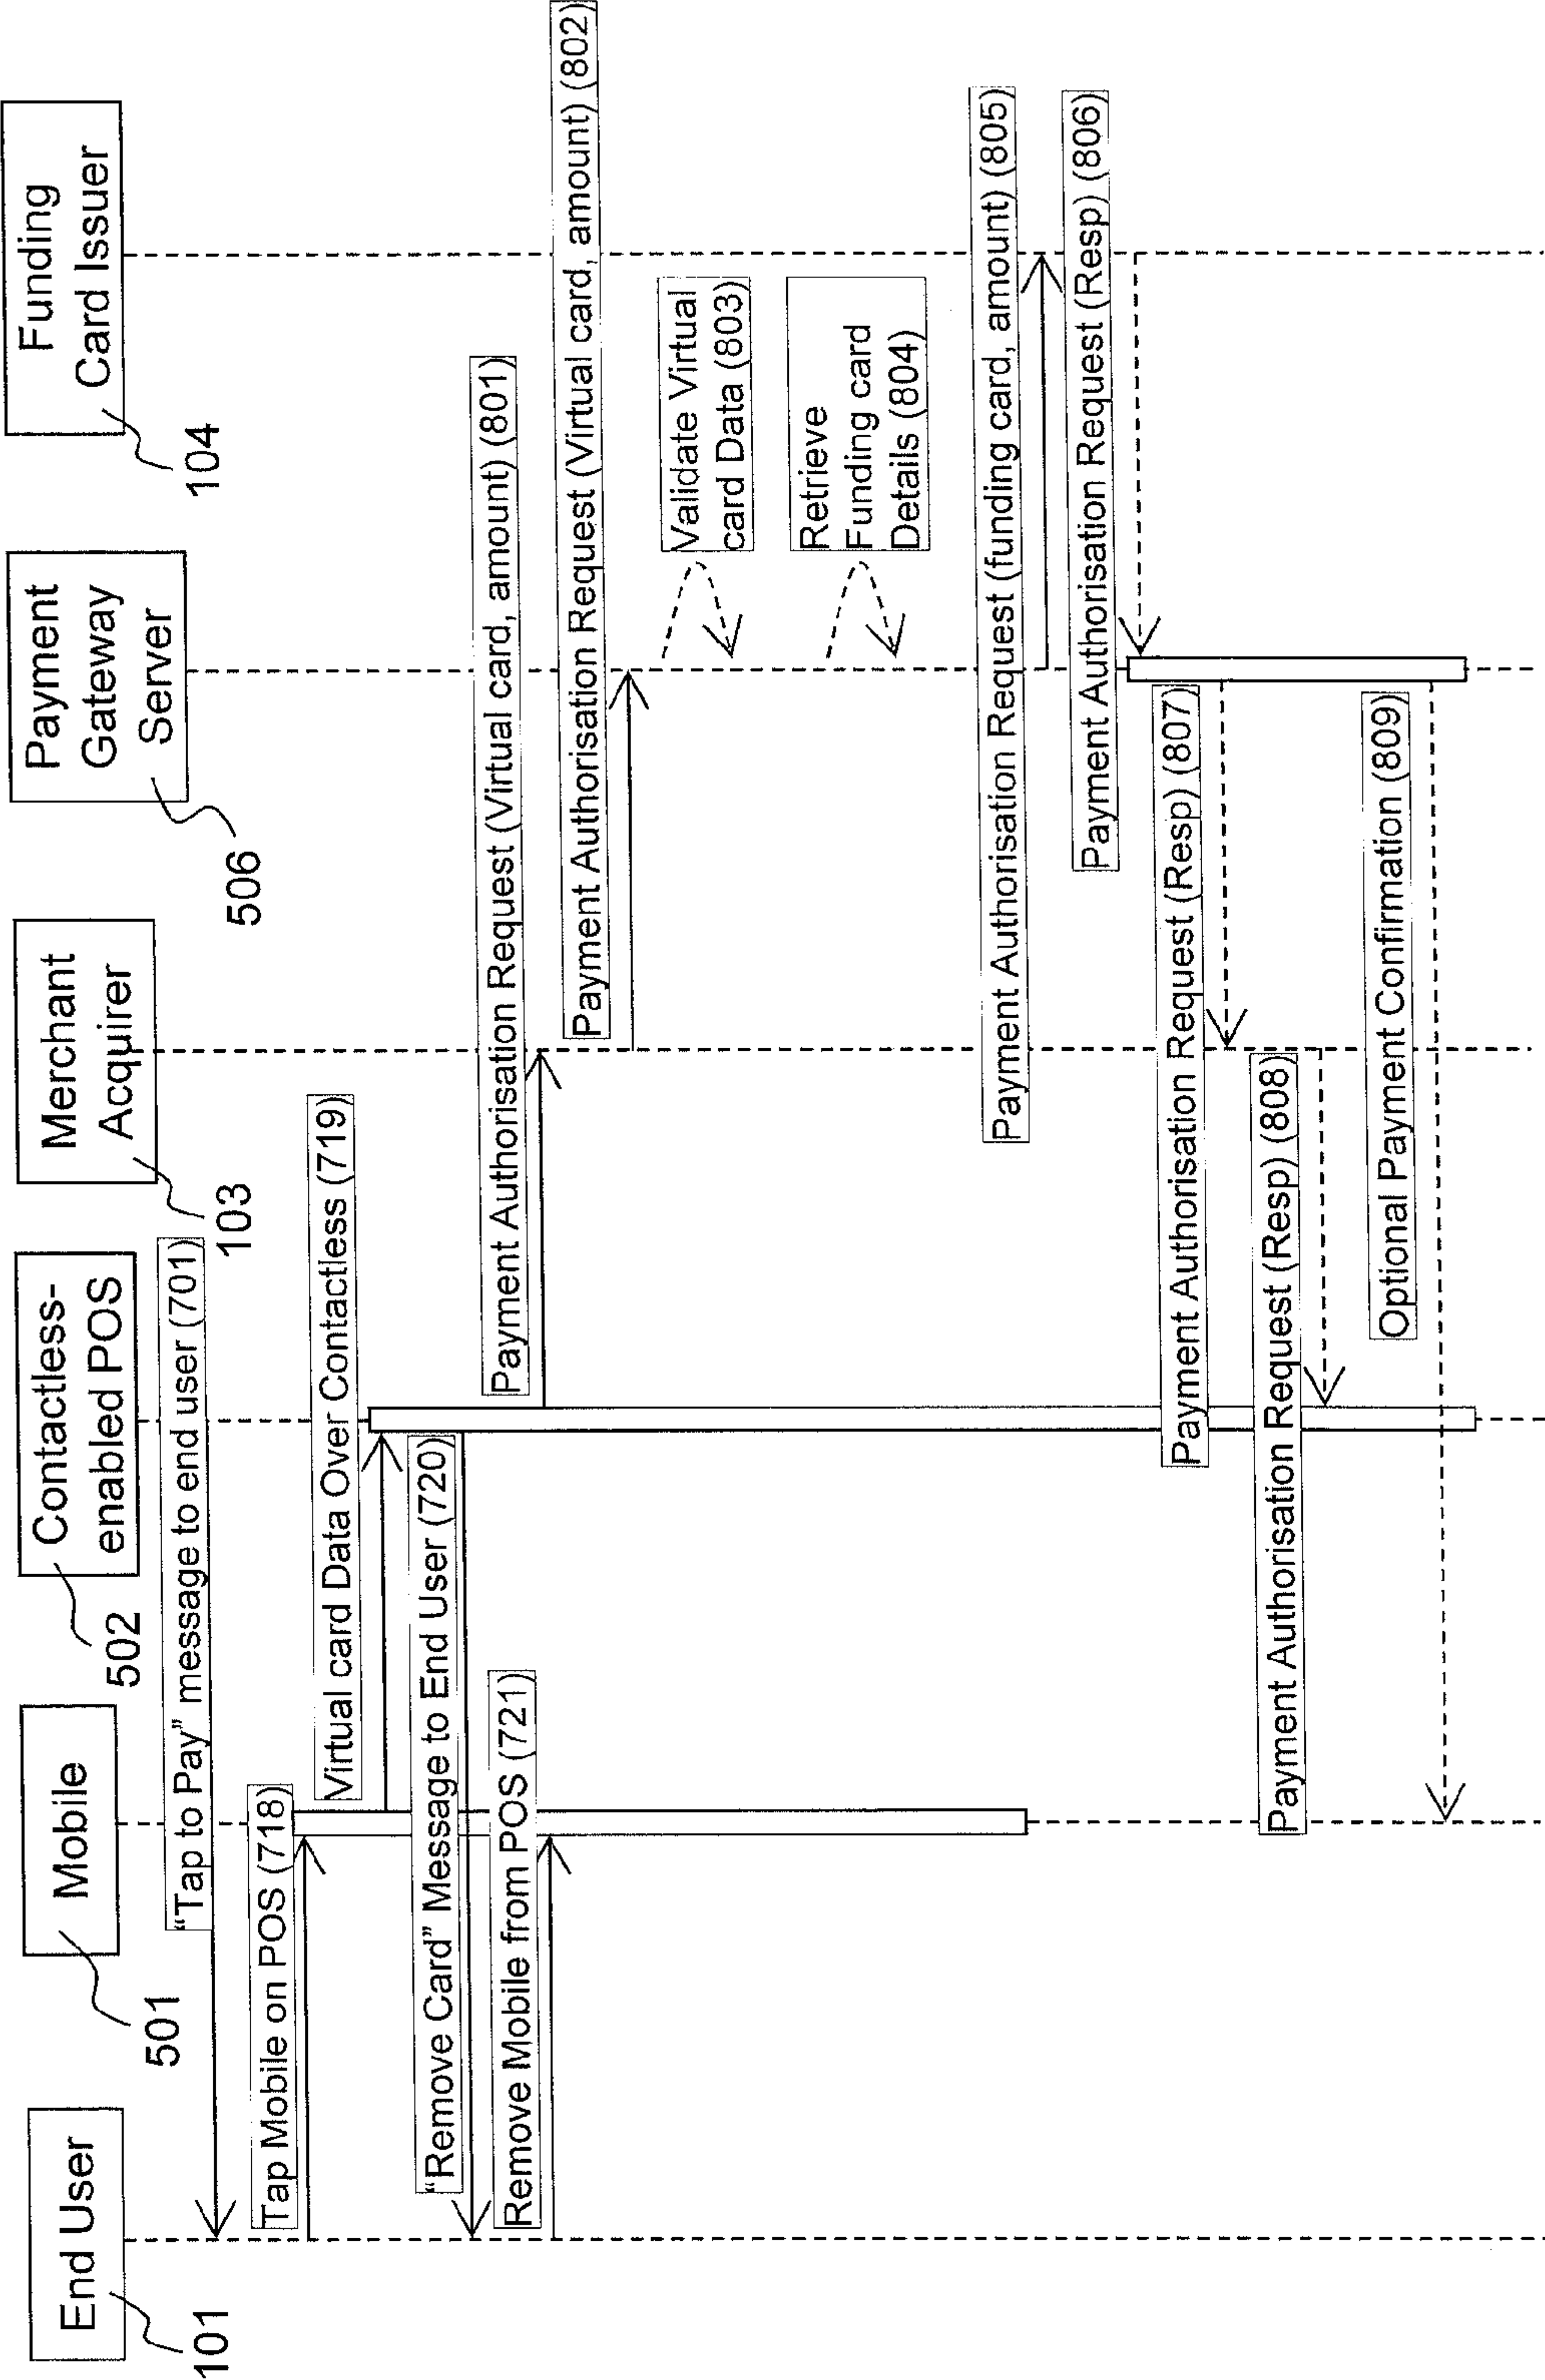 End User
101
Mobile
501
Contactless-
enabled POS
502
Merchant
Acquirer
103
Payment
Gateway
Server
506
Funding
Card Issuer
104
“Tap to Pay” message to end user (701)
Tap Mobile on POS (718)
Virtual card Data Over Contactless (719)
“Remove Card” Message to End User (720)
Remove Mobile from POS (721)
Payment Authorisation Request (Virtual card, amount) (801)
Payment Authorisation Request (Virtual card, amount) (802)
Validate Virtual
card Data (803)
Retrieve
Funding card
Details (804)
Payment Authorisation Request (funding card, amount) (805)
Payment Authorisation Request (Resp) (806)
Payment Authorisation Request (Resp) (807)
Payment Authorisation Request (Resp) (808)
Optional Payment Confirmation (809)